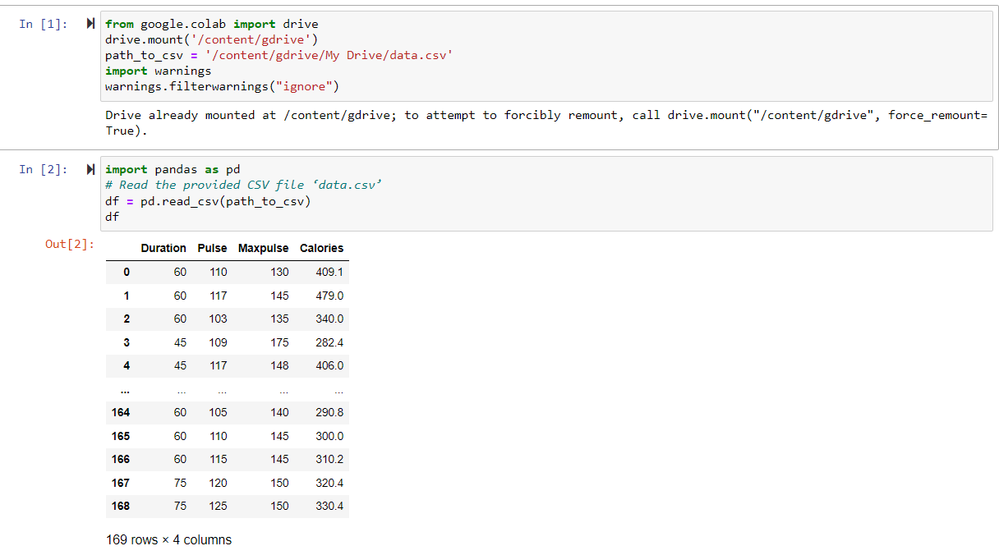 In [1]:
from google.colab import drive
drive.mount('/content/gdrive')
path_to_csv = '/content/gdrive/My Drive/data.csv'
import warnings
warnings.filterwarnings("ignore")
Drive already mounted at /content/gdrive; to attempt to forcibly remount, call drive.mount("/content/gdrive", force_remount=
True).
In [2]:
import pandas as pd
# Read the provided CSV file ‘data.csv’
df = pd.read_csv(path_to_csv)
df
Out[2]:
Duration Pulse Maxpulse Calories
0 60 110 130 409.1
1 60 117 145 479.0
2 60 103 135 340.0
3 45 109 175 282.4
4 45 117 148 406.0
... ... ... ... ...
164 60 105 140 290.8
165 60 110 145 300.0
166 60 115 145 310.2
167 75 120 150 320.4
168 75 125 150 330.4
169 rows × 4 columns